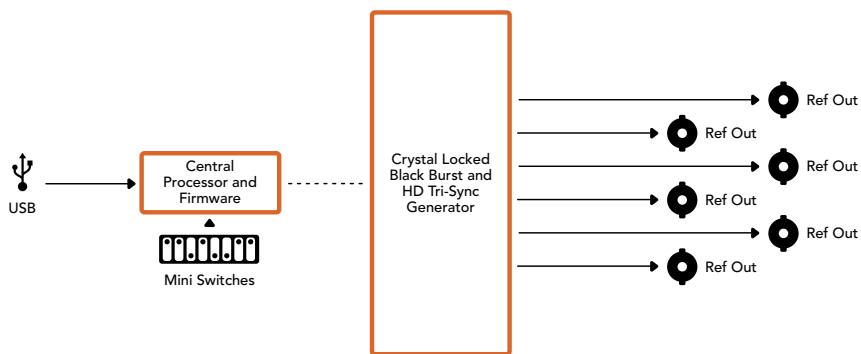 USB
Central
Processor and
Firmware
Mini Switches
Crystal Locked
Black Burst and
HD Tri-Sync
Generator
Ref Out
Ref Out
Ref Out
Ref Out
Ref Out
Ref Out